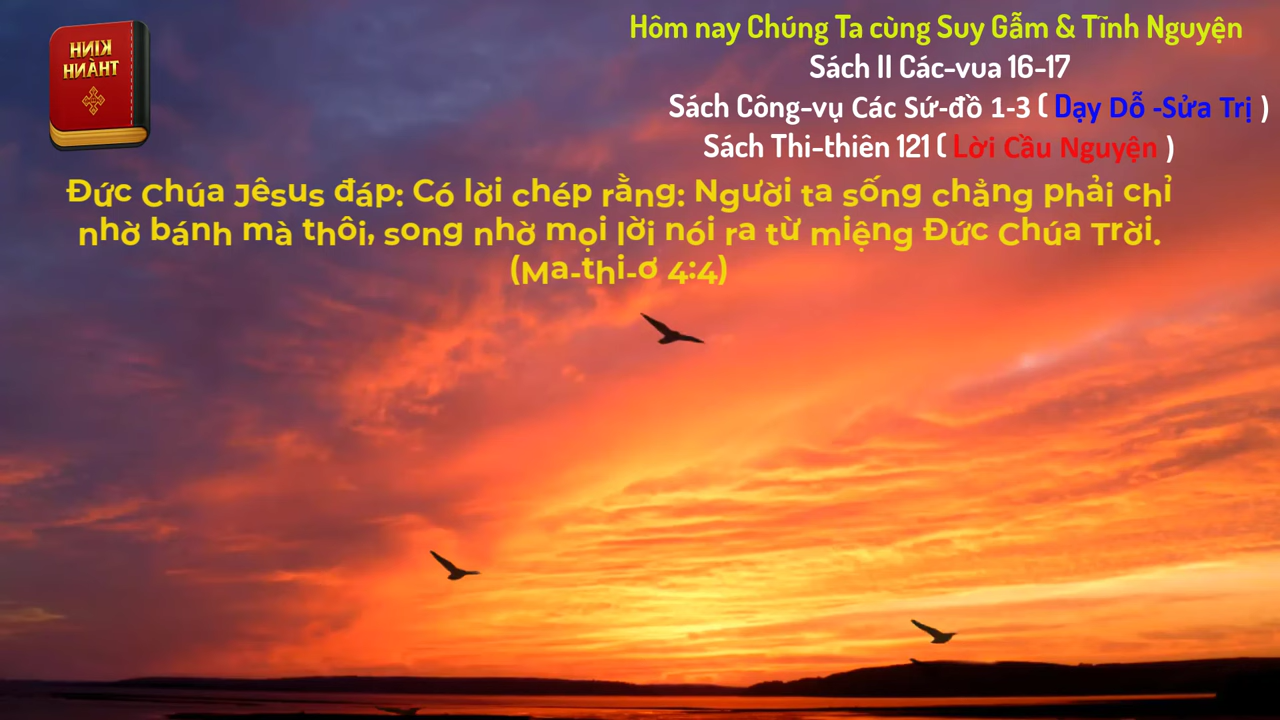 KINH
THÀNH
Hôm nay Chúng Ta cùng Suy Gẫm & Tĩnh Nguyện
Sách II Các-vua 16-17
Sách Công-vụ Các Sứ-đồ 1-3 ( Dạy Dỗ -Sửa Trị )
Sách Thi-thiên 121 ( Lời Cầu Nguyện )
Đức Chúa Jêsus đáp: Có lời chép rằng: Người ta sống chẳng phải chỉ
nhờ bánh mà thôi, song nhờ mọi lời nói ra từ miệng Đức Chúa Trời.
(Ma-thi-ơ 4:4)